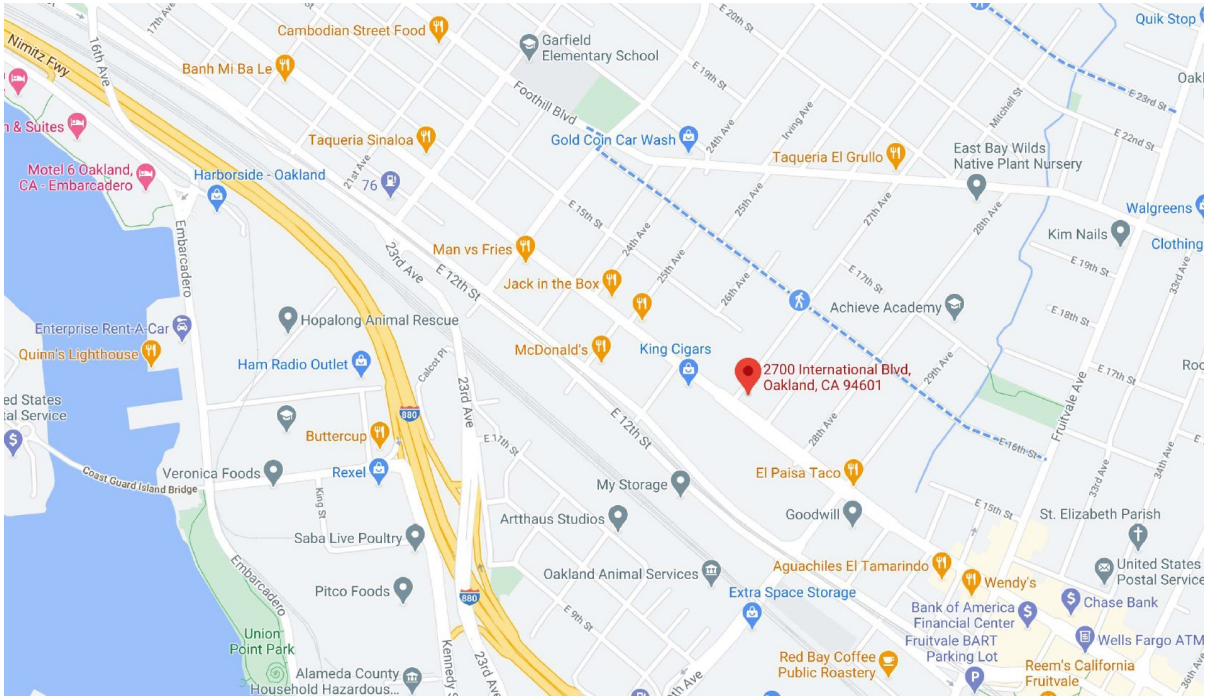 17th Ave
Cambodian Street Food
Garfield
Elementary School
E 20th St
Quik Stop
16th Ave
Nimitz Fwy
Banh Mi Ba Le
E 19th St
Foothill Blvd
Mitchell St
E 23rd St
n & Suites
Taqueria Sinaloa
Gold Coin Car Wash
24th Ave
Irving Ave
Taqueria El Grullo
E 22nd St
East Bay Wilds
Native Plant Nursery
Motel 6 Oakland,
CA - Embarcadero
Harborside - Oakland
21st Ave
76
E 15th St
25th Ave
27th Ave
28th Ave
Walgreens
Kim Nails
Clothing
Embarcadero
23rd Ave
Man vs Fries
24th Ave
E 12th St
25th Ave
E 17th St
E 19th St
33rd Ave
Jack in the Box
26th Ave
Achieve Academy
E 18th St
Enterprise Rent-A-Car
Hopalong Animal Rescue
Quinn's Lighthouse
Ham Radio Outlet
McDonald's
King Cigars
2700 International Blvd,
Oakland, CA 94601
Calcot Pl
23rd Ave
29th Ave
E 17th St
Roc
ed States
tal Service
880
Buttercup
E 17th St
E 12th St
28th Ave
E 16th St
Fruitvale Ave
Veronica Foods
Rexel
El Paisa Taco
Coast Guard Island Bridge
King St
My Storage
33rd Ave
34th Ave
Artthaus Studios
Goodwill
E 15th St
St. Elizabeth Parish
Saba Live Poultry
Embarcadero
Oakland Animal Services
Aguachiles El Tamarindo
Wendy's
United States
Postal Service
Pitco Foods
880
E 9th St
Extra Space Storage
Bank of America
Financial Center
Chase Bank
Union
Point Park
Fruitvale BART
Parking Lot
Wells Fargo ATM
Alameda County
Household Hazardous...
Kennedy S
23rd Ave
9th Ave
Red Bay Coffee
Public Roastery
Reem's California
Fruitvale
36th Ave